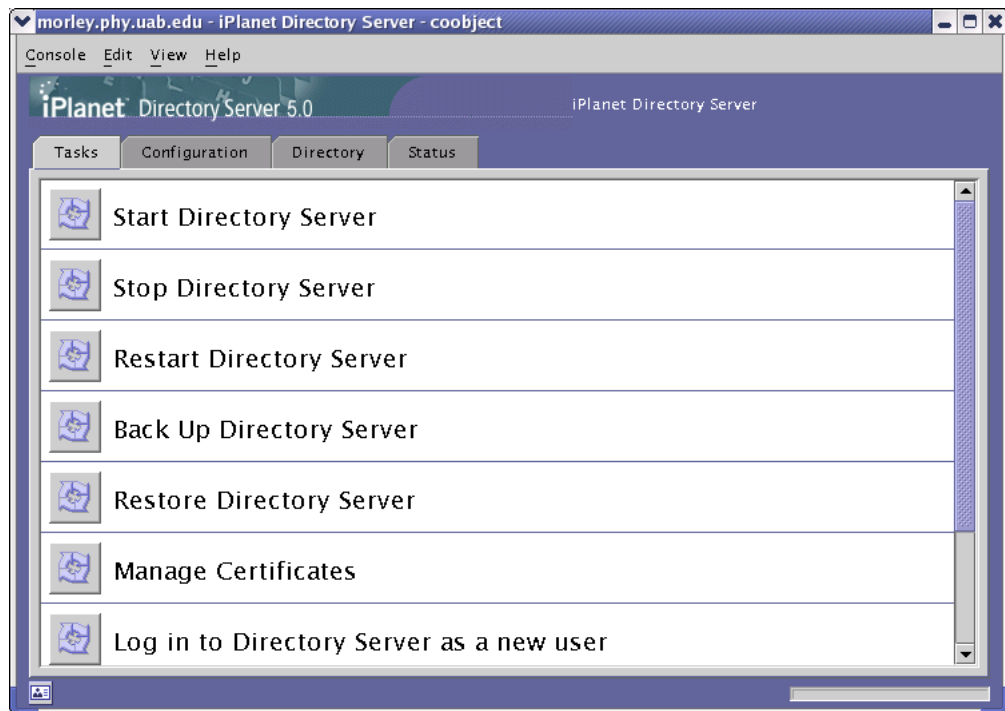 morley.phy.uab.edu - iPlanet Directory Server - coobject
Console Edit View Help
iPlanet Directory Server 5.0
iPlanet Directory Server
Tasks Configuration Directory Status
Start Directory Server
Stop Directory Server
Restart Directory Server
Back Up Directory Server
Restore Directory Server
Manage Certificates
Log in to Directory Server as a new user